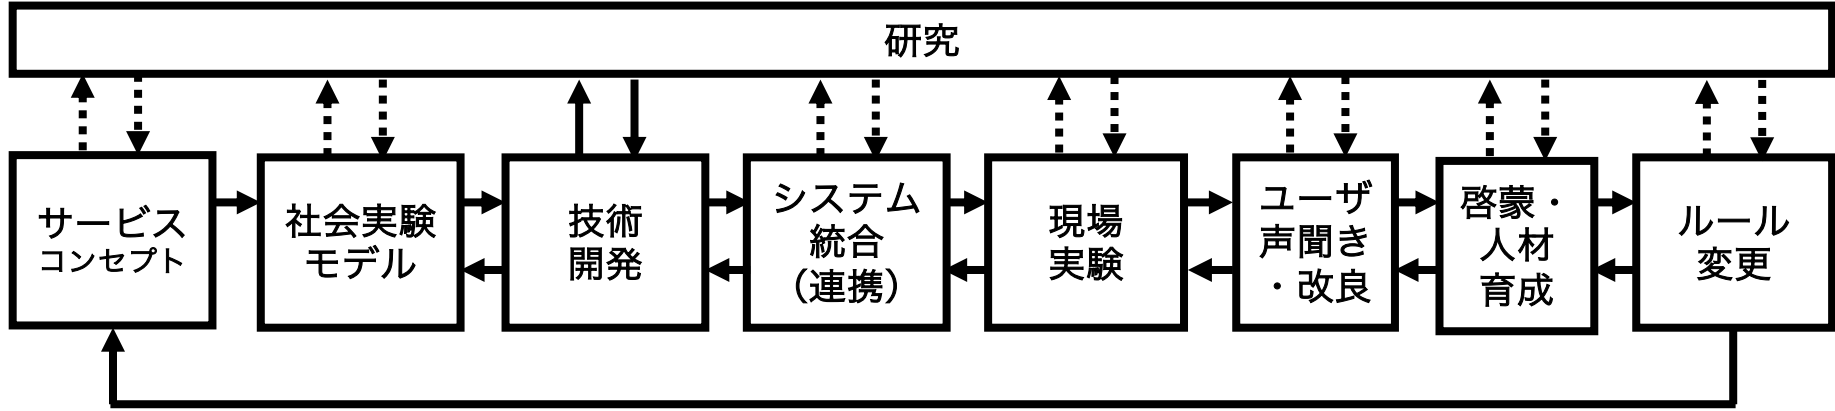 研究
サービス
コンセプト
社会実験
モデル
技術
開発
システム
統合
（連携）
現場
実験
ユーザ
声聞き
・改良
啓蒙・
人材
育成
ルール
変更